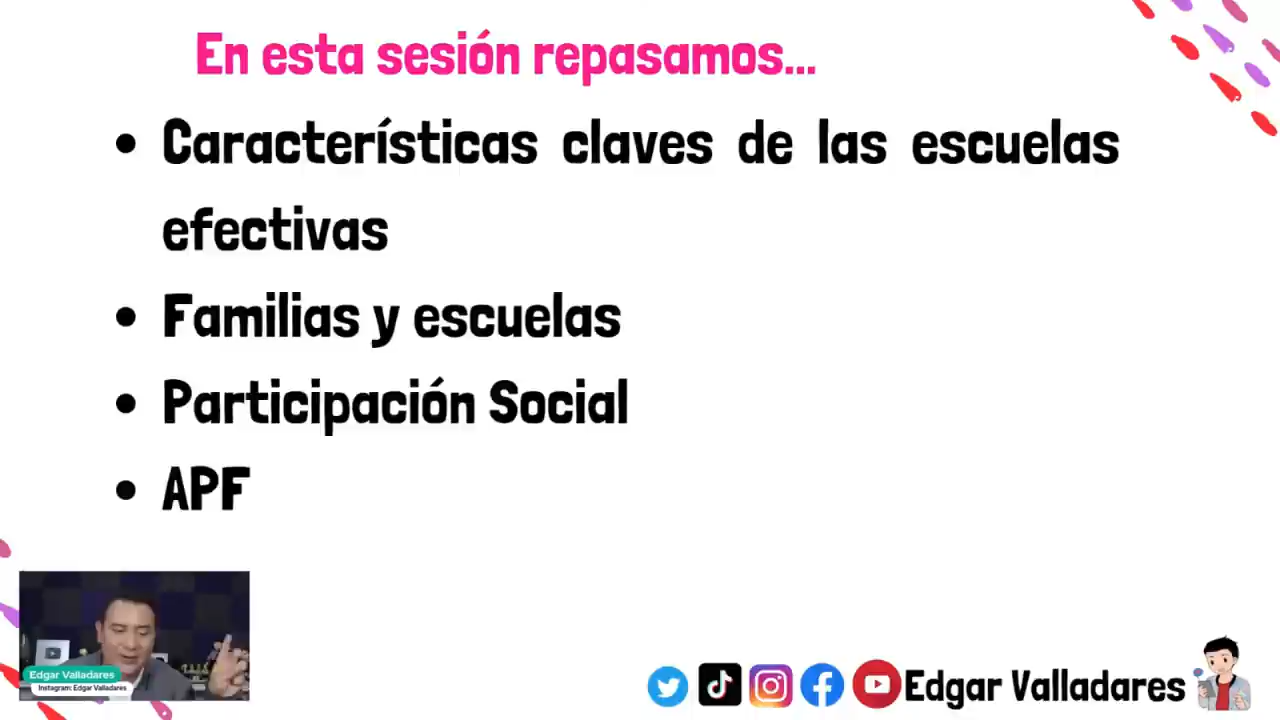 En esta sesión repasamos...
• Características claves de las escuelas
efectivas
• Familias y escuelas
• Participación Social
• APF
Edgar Valladares
Instagram: Edgar Valladares
Edgar Valladares